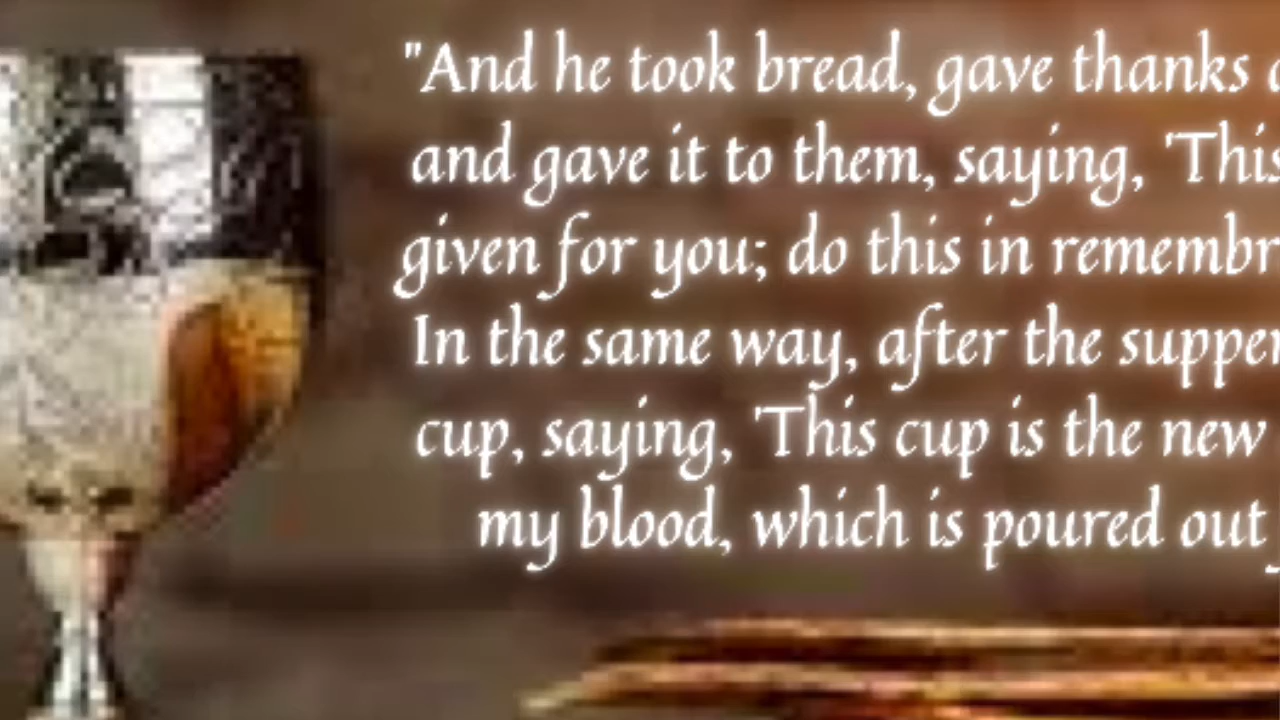 "And he took bread, gave thanks
and gave it to them, saying, 'This
given for you; do this in
In the same way, after the supper
cup, saying, 'This cup is the new
my blood, which is poured out